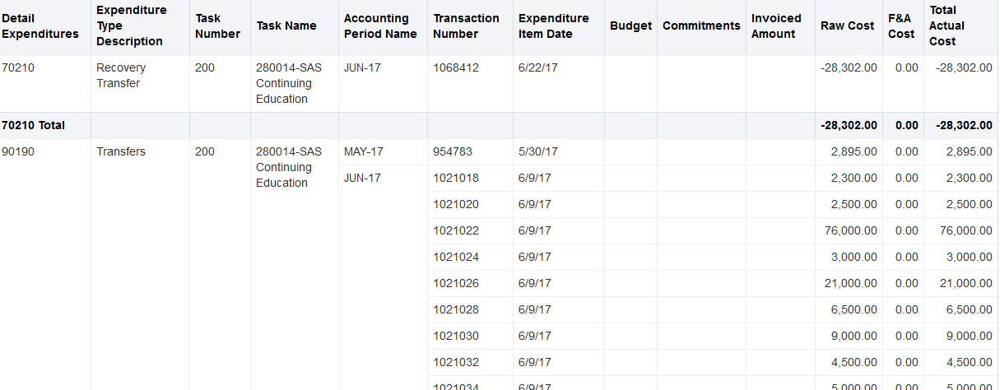 Detail Expenditures Expenditure Type Description Task Number Task Name Accounting Period Name Transaction Number Expenditure Item Date Budget Commitments Invoiced Amount Raw Cost F&A Cost Total Actual Cost
70210 Recovery Transfer 200 280014-SAS Continuing Education JUN-17 1068412 6/22/17 -28,302.00 0.00 -28,302.00
70210 Total -28,302.00 0.00 -28,302.00
90190 Transfers 200 280014-SAS Continuing Education MAY-17 954783 5/30/17 2,895.00 0.00 2,895.00
JUN-17 1021018 6/9/17 2,300.00 0.00 2,300.00
1021020 6/9/17 2,500.00 0.00 2,500.00
1021022 6/9/17 76,000.00 0.00 76,000.00
1021024 6/9/17 3,000.00 0.00 3,000.00
1021026 6/9/17 21,000.00 0.00 21,000.00
1021028 6/9/17 6,500.00 0.00 6,500.00
1021030 6/9/17 9,000.00 0.00 9,000.00
1021032 6/9/17 4,500.00 0.00 4,500.00
1021034 6/9/17 5,000.00 0.00 5,000.00